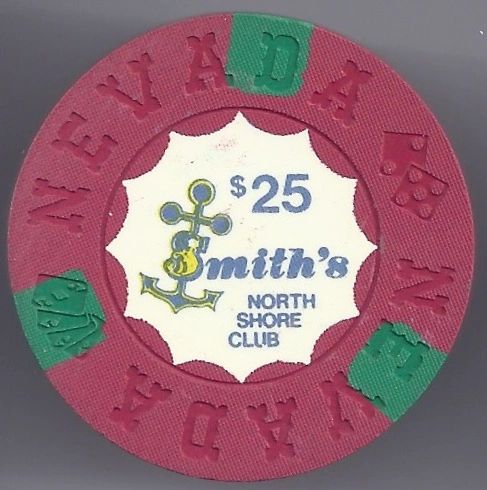 NEVADA
$25
Smith's
NORTH
SHORE
CLUB
NEVADA